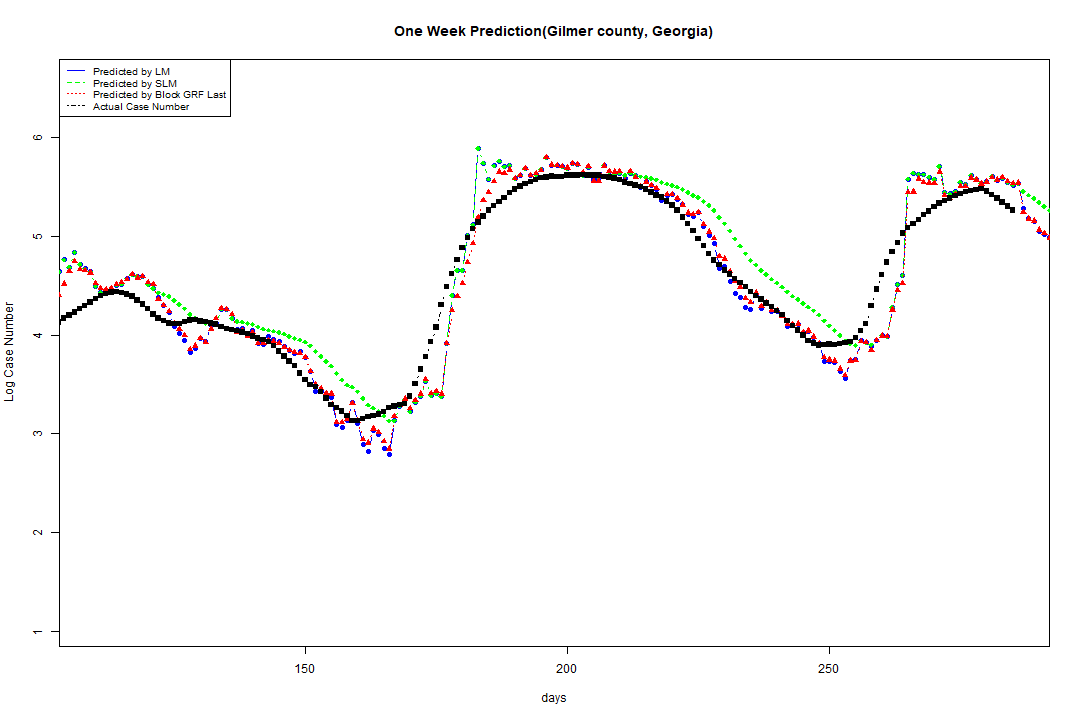 One Week Prediction(Gilmer county, Georgia)
Predicted by LM
Predicted by SLM
Predicted by Block GRF Last
Actual Case Number
6
5
4
3
2
1
Log Case Number
150
200
250
days